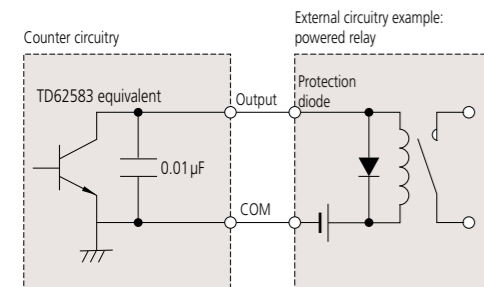 External circuitry example:
powered relay
Counter circuitry
TD62583 equivalent
Output
Protection
diode
0.01µF
COM